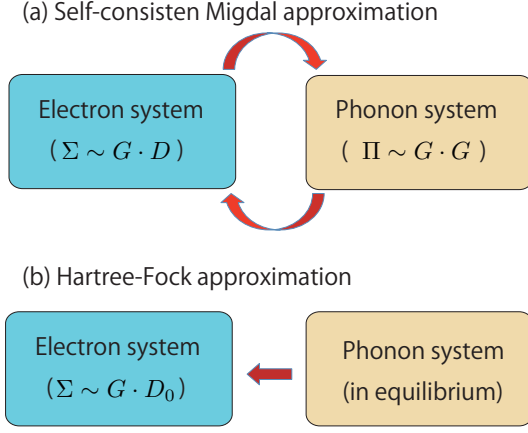 (a) Self-consisten Migdal approximation
Electron system
Phonon system
( Σ ∼ G · D )
( Π ∼ G · G )
(b) Hartree-Fock approximation
Electron system
Phonon system
(Σ ∼ G · D₀)
(in equilibrium)